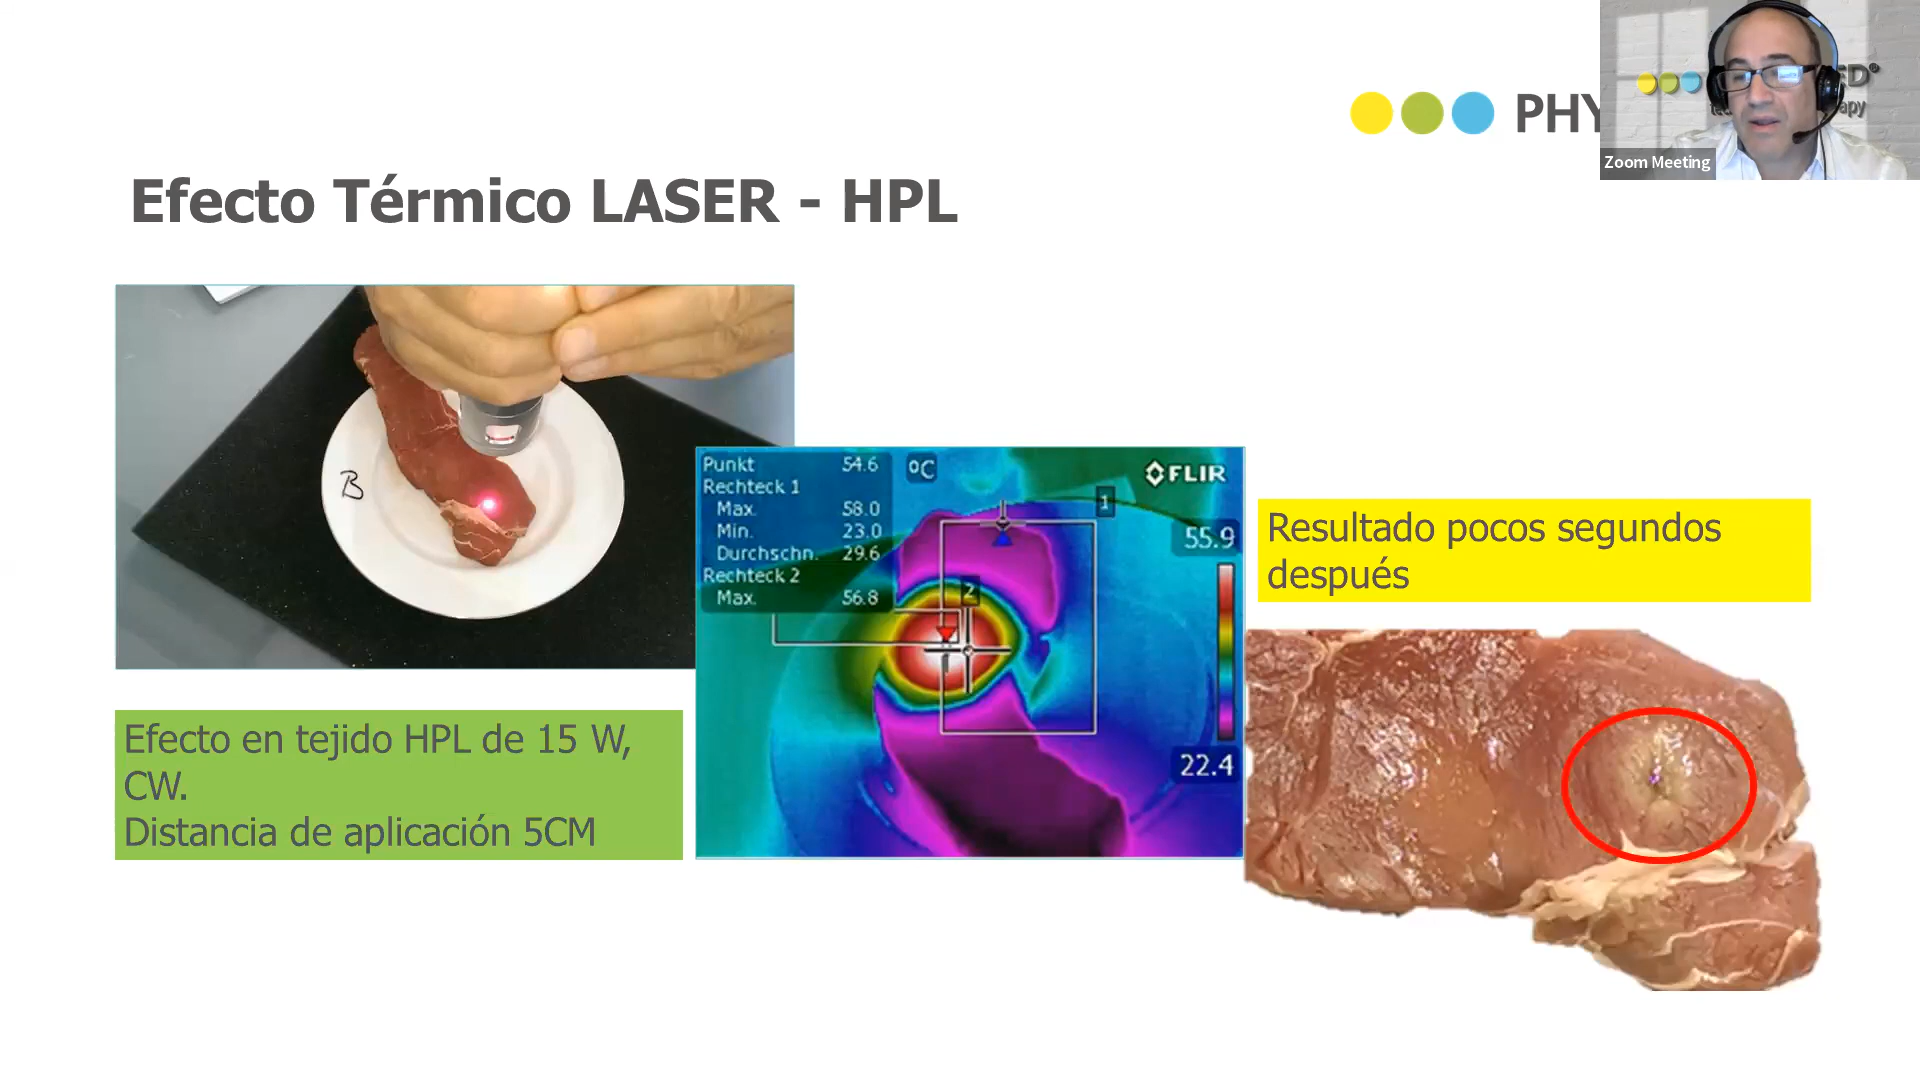 PHY
ED®
apy
Zoom Meeting
Efecto Térmico LASER - HPL
B
Punkt 54.6 °C
Rechteck 1
Max. 58.0
Min. 23.0
Durchschn. 29.6
Rechteck 2
Max. 56.8
FLIR
1
2
55.9
22.4
Resultado pocos segundos
después
Efecto en tejido HPL de 15 W,
CW.
Distancia de aplicación 5CM